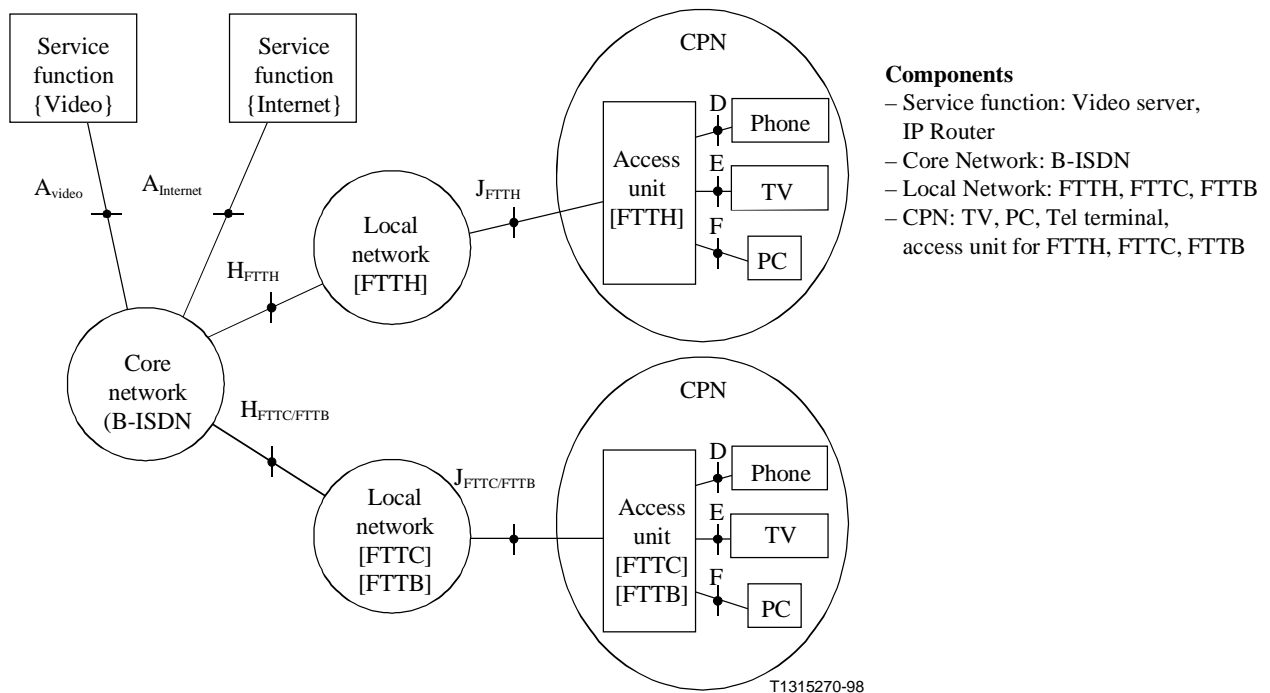 Service
function
{Video}
Service
function
{Internet}
A_video
A_Internet
H_FTTH
Core
network
(B-ISDN
H_FTTC/FTTB
Local
network
[FTTH]
J_FTTH
Local
network
[FTTC]
[FTTB]
J_FTTC/FTTB
CPN
Access
unit
[FTTH]
D
Phone
E
TV
F
PC
CPN
Access
unit
[FTTC]
[FTTB]
D
Phone
E
TV
F
PC
Components
– Service function: Video server,
IP Router
– Core Network: B-ISDN
– Local Network: FTTH, FTTC, FTTB
– CPN: TV, PC, Tel terminal,
access unit for FTTH, FTTC, FTTB
T1315270-98